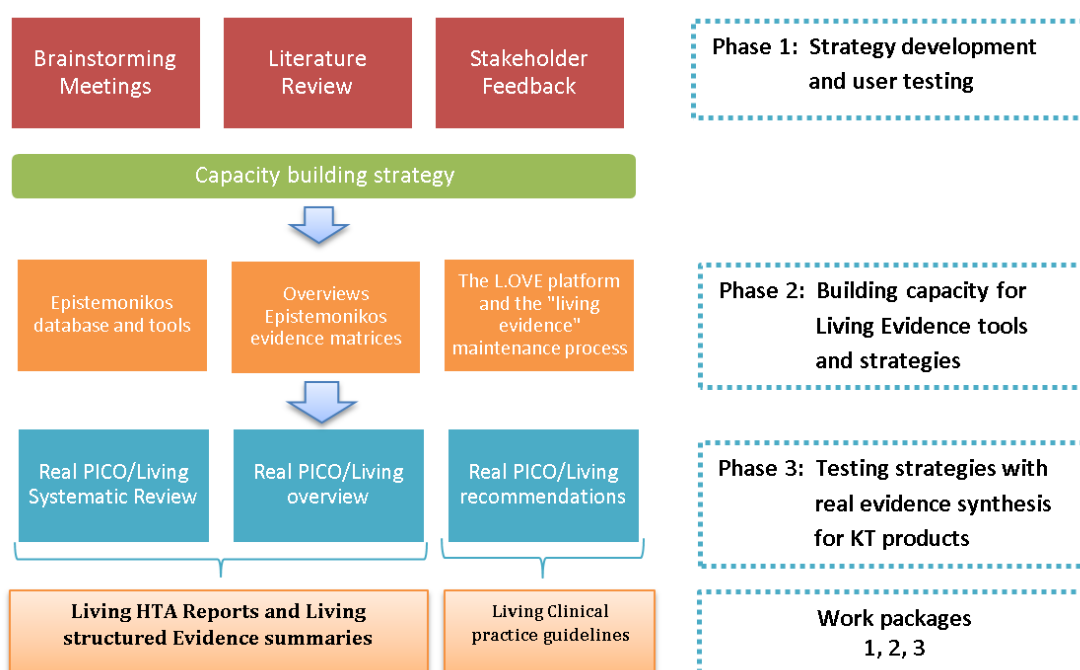 Brainstorming
Meetings
Literature
Review
Stakeholder
Feedback
Phase 1: Strategy development
and user testing
Capacity building strategy
Epistemonikos
database and tools
Overviews
Epistemonikos
evidence matrices
The L.OVE platform
and the "living
evidence"
maintenance process
Phase 2: Building capacity for
Living Evidence tools
and strategies
Real PICO/Living
Systematic Review
Real PICO/Living
overview
Real PICO/Living
recommendations
Phase 3: Testing strategies with
real evidence synthesis
for KT products
Living HTA Reports and Living
structured Evidence summaries
Living Clinical
practice guidelines
Work packages
1, 2, 3